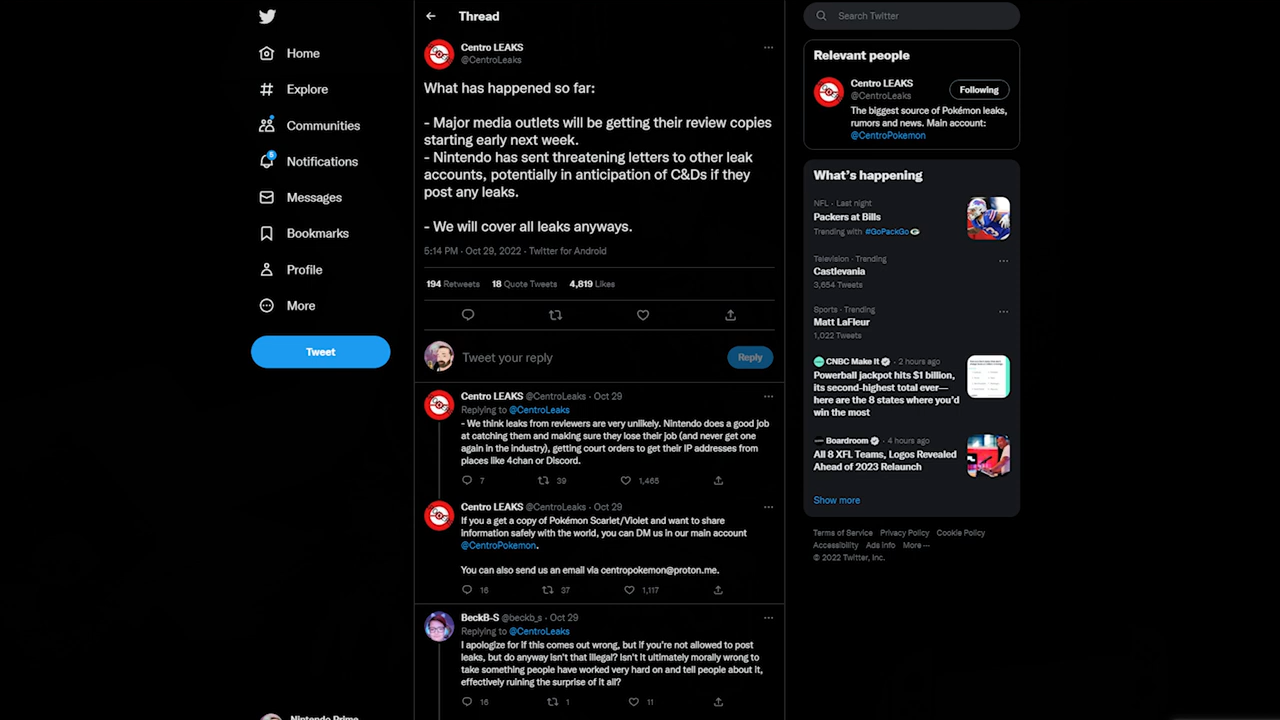 Home
Explore
Communities
5
Notifications
Messages
Bookmarks
Profile
More
Tweet
Nintendo Prime
Thread
Centro LEAKS
@CentroLeaks
What has happened so far:
- Major media outlets will be getting their review copies
starting early next week.
- Nintendo has sent threatening letters to other leak
accounts, potentially in anticipation of C&Ds if they
post any leaks.
- We will cover all leaks anyways.
5:14 PM · Oct 29, 2022 · Twitter for Android
194 Retweets 18 Quote Tweets 4,819 Likes
Tweet your reply
Reply
Centro LEAKS @CentroLeaks · Oct 29
Replying to @CentroLeaks
- We think leaks from reviewers are very unlikely. Nintendo does a good job
at catching them and making sure they lose their job (and never get one
again in the industry), getting court orders to get their IP addresses from
places like 4chan or Discord.
7 39 1,465
Centro LEAKS @CentroLeaks · Oct 29
If you a get a copy of Pokémon Scarlet/Violet and want to share
information safely with the world, you can DM us in our main account
@CentroPokemon.
You can also send us an email via centropokemon@proton.me.
16 37 1,117
BeckB-S @beckb_s · Oct 29
Replying to @CentroLeaks
I apologize for if this comes out wrong, but if you're not allowed to post
leaks, but do anyway isn't that illegal? Isn't it ultimately morally wrong to
take something people have worked very hard on and tell people about it,
effectively ruining the surprise of it all?
16 1 11
Search Twitter
Relevant people
Centro LEAKS
@CentroLeaks
Following
The biggest source of Pokémon leaks,
rumors and news. Main account:
@CentroPokemon
What's happening
NFL · Last night
Packers at Bills
Trending with #GoPackGo
Television · Trending
Castlevania
3,654 Tweets
Sports · Trending
Matt LaFleur
1,022 Tweets
CNBC Make It · 2 hours ago
Powerball jackpot hits $1 billion,
its second-highest total ever—
here are the 8 states where you'd
win the most
Boardroom · 4 hours ago
All 8 XFL Teams, Logos Revealed
Ahead of 2023 Relaunch
Show more
Terms of Service Privacy Policy Cookie Policy
Accessibility Ads info More ···
© 2022 Twitter, Inc.